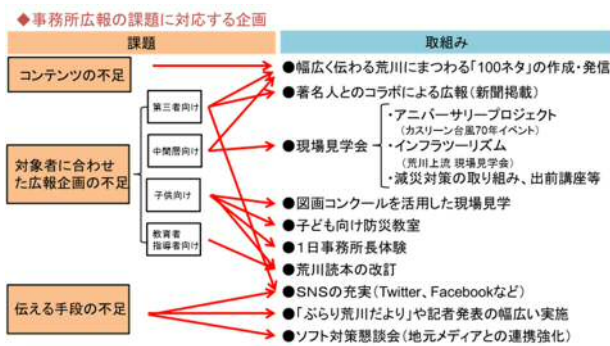 ◆事務所広報の課題に対応する企画
課題
取組み
コンテンツの不足
対象者に合わせ
た広報企画の不足
第三者向け
中間層向け
子供向け
教育者
指導者向け
伝える手段の不足
●幅広く伝わる荒川にまつわる「100ネタ」の作成・発信
●著名人とのコラボによる広報(新聞掲載)
●現場見学会
・アニバーサリープロジェクト
(カスリーン台風70年イベント)
・インフラツーリズム
(荒川上流 現場見学会)
・減災対策の取り組み、出前講座等
●図画コンクールを活用した現場見学
●子ども向け防災教室
●1日事務所長体験
●荒川読本の改訂
●SNSの充実(Twitter、Facebookなど)
●「ぶらり荒川だより」や記者発表の幅広い実施
●ソフト対策懇談会(地元メディアとの連携強化)